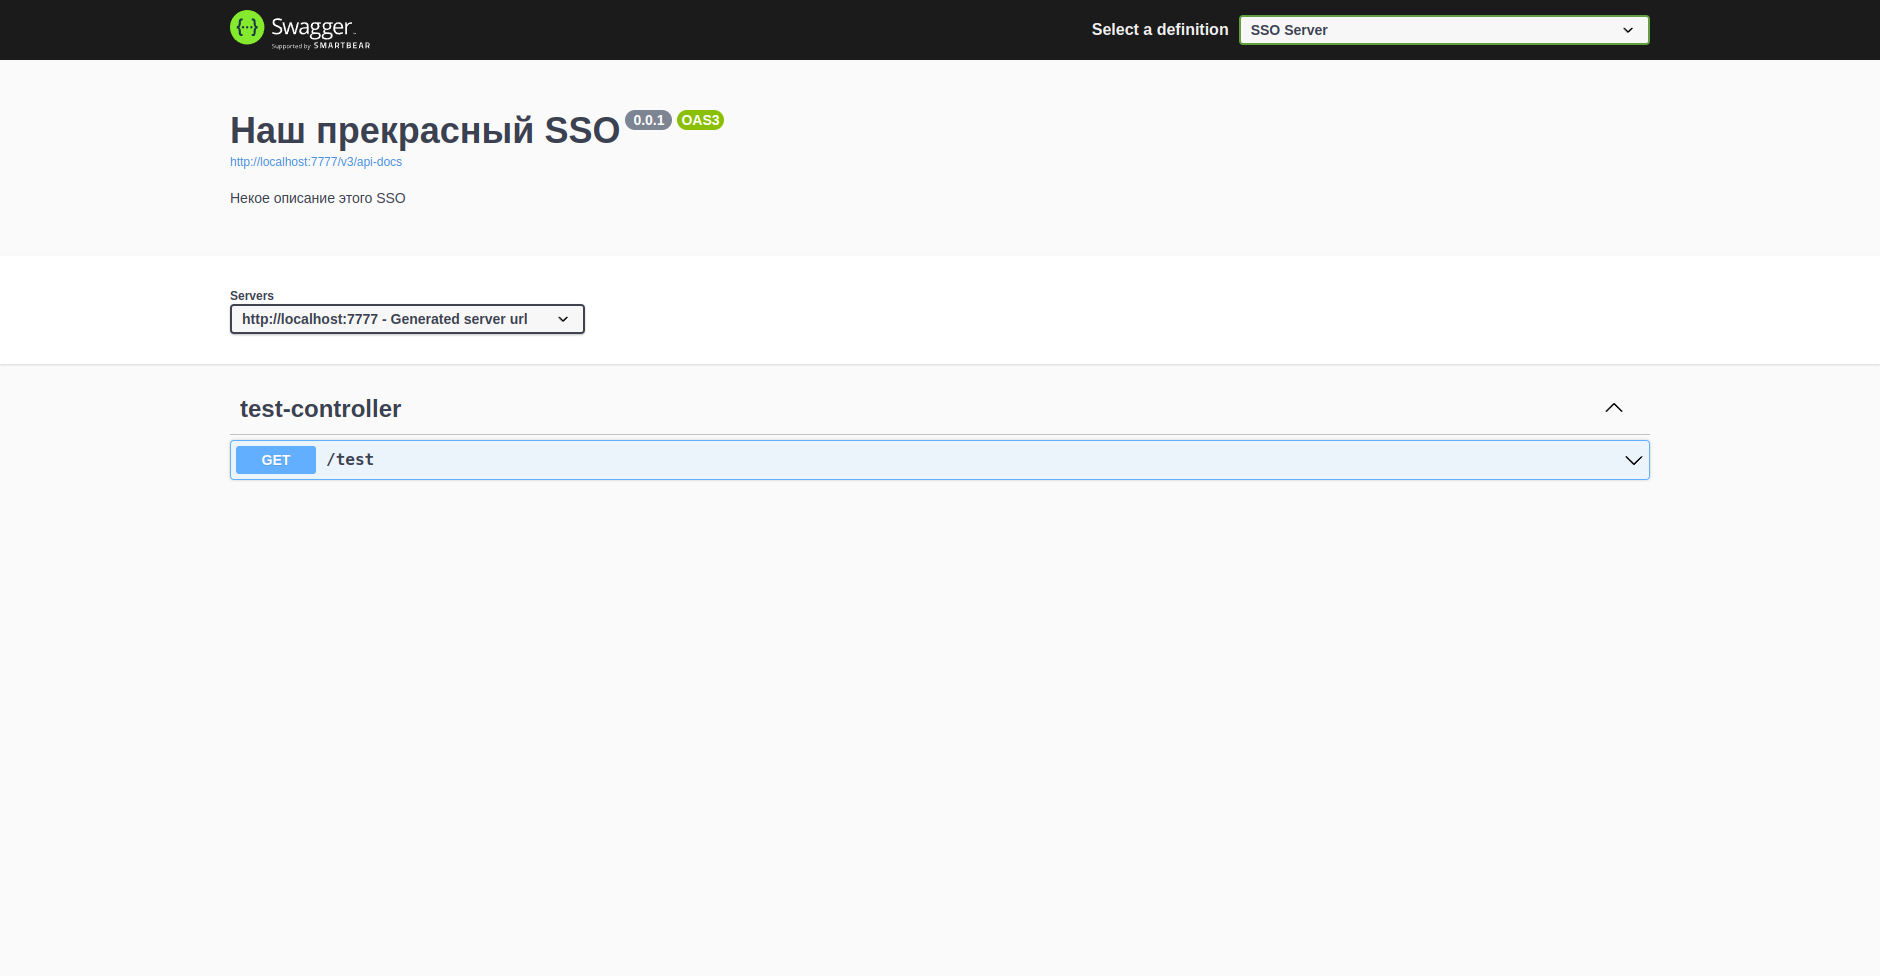 Swagger
Supported by SMARTBEAR
Select a definition
SSO Server
Наш прекрасный SSO 0.0.1 OAS3
http://localhost:7777/v3/api-docs
Некое описание этого SSO
Servers
http://localhost:7777 - Generated server url
test-controller
GET /test